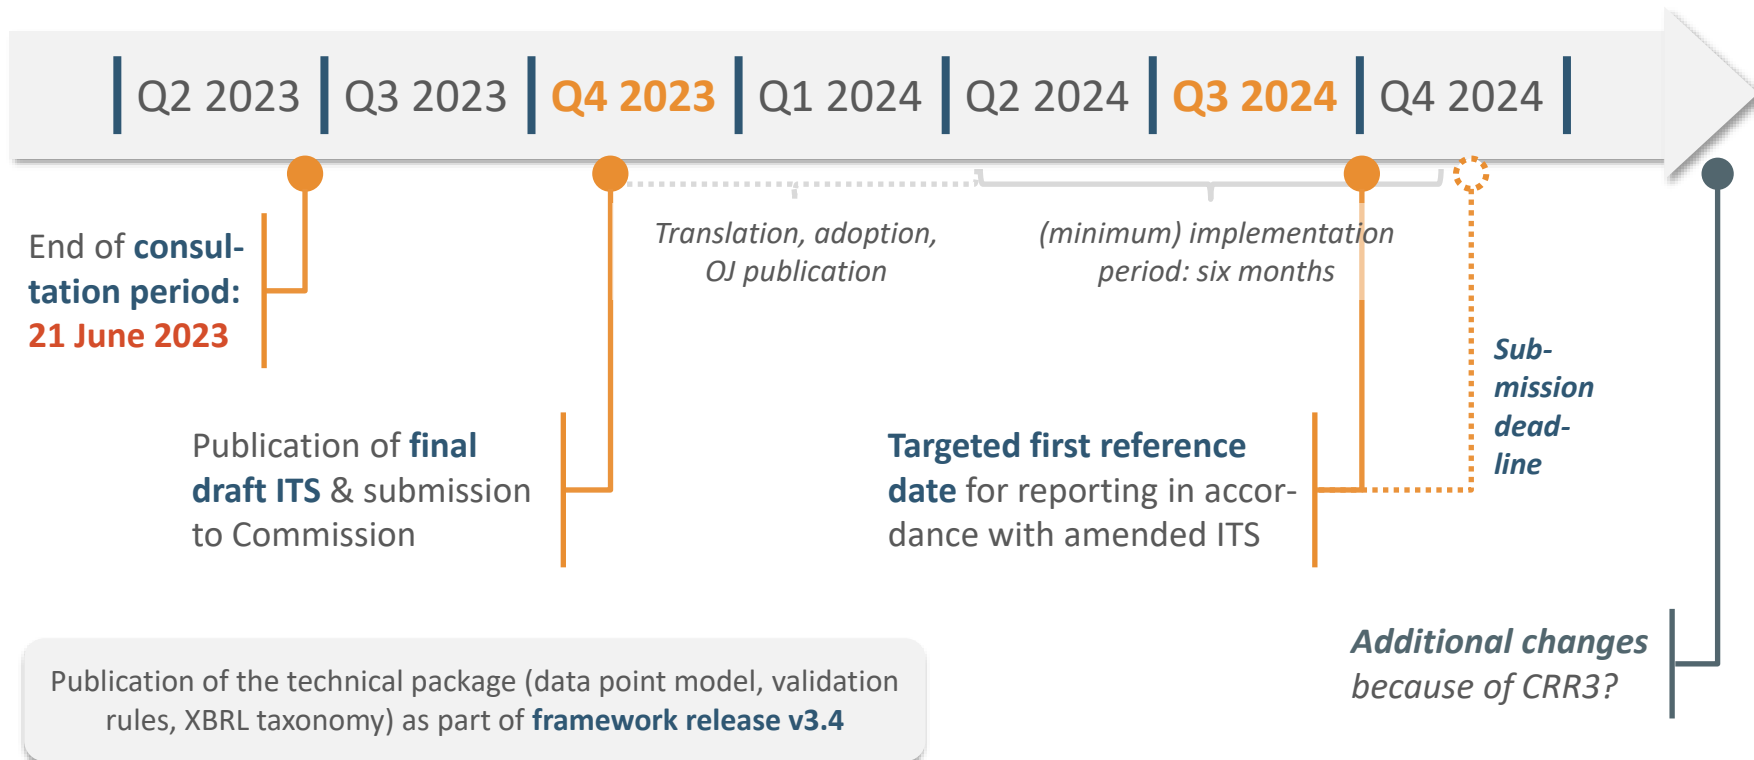 Q2 2023 Q3 2023 Q4 2023 Q1 2024 Q2 2024 Q3 2024 Q4 2024
End of consul-
tation period:
21 June 2023
Translation, adoption,
OJ publication
(minimum) implementation
period: six months
Sub-
mission
dead-
line
Publication of final
draft ITS & submission
to Commission
Targeted first reference
date for reporting in accor-
dance with amended ITS
Additional changes
because of CRR3?
Publication of the technical package (data point model, validation
rules, XBRL taxonomy) as part of framework release v3.4